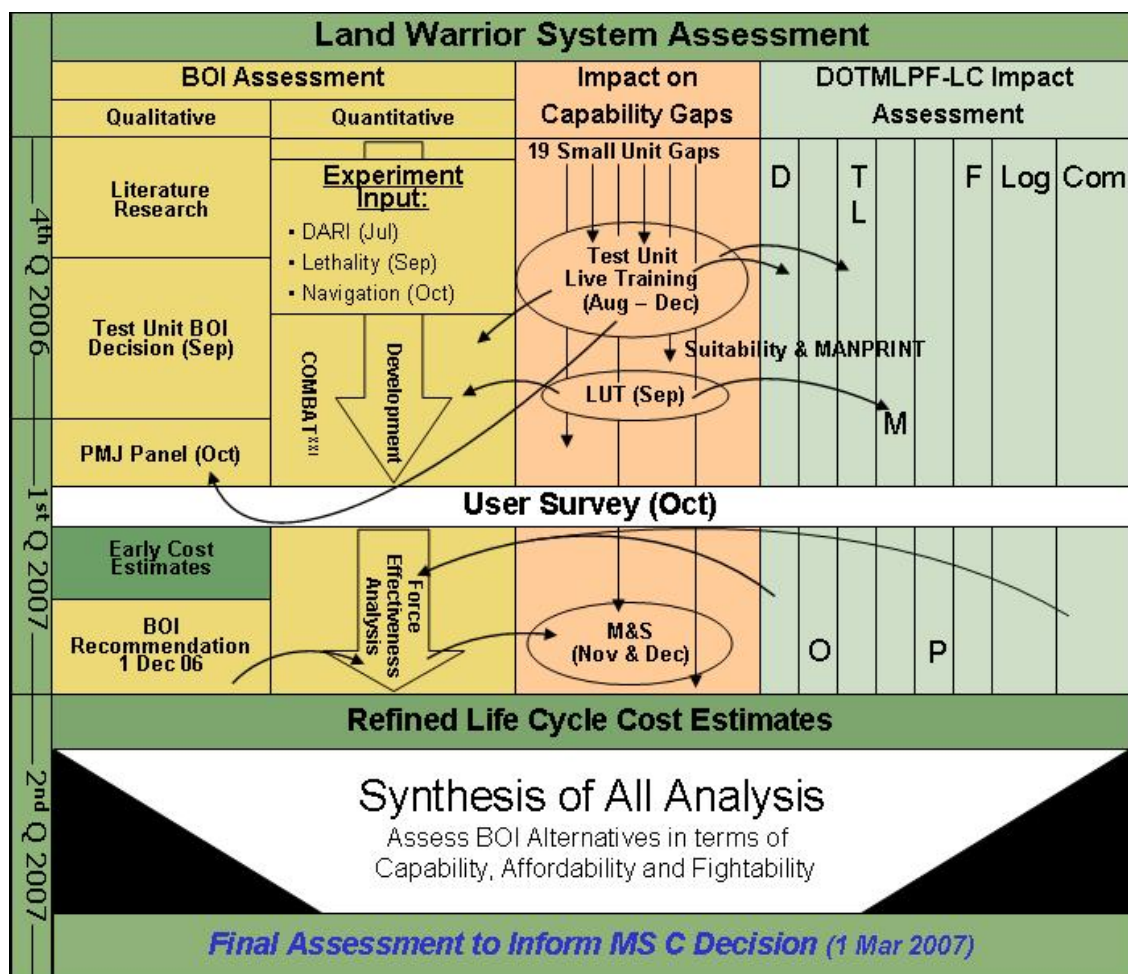 Land Warrior System Assessment
BOI Assessment
Qualitative
Quantitative
Impact on
Capability Gaps
DOTMLPF-LC Impact
Assessment
4th Q 2006
1st Q 2007
2nd Q 2007
Literature
Research
Test Unit BOI
Decision (Sep)
PMJ Panel (Oct)
Experiment
Input:
▪ DARI (Jul)
▪ Lethality (Sep)
▪ Navigation (Oct)
COMBATXXI
Development
19 Small Unit Gaps
Test Unit
Live Training
(Aug – Dec)
LUT (Sep)
Suitability & MANPRINT
D
T
L
F
Log
Com
M
User Survey (Oct)
Early Cost
Estimates
BOI
Recommendation
1 Dec 06
Force
Effectiveness
Analysis
M&S
(Nov & Dec)
O
P
Refined Life Cycle Cost Estimates
Synthesis of All Analysis
Assess BOI Alternatives in terms of
Capability, Affordability and Fightability
Final Assessment to Inform MS C Decision (1 Mar 2007)